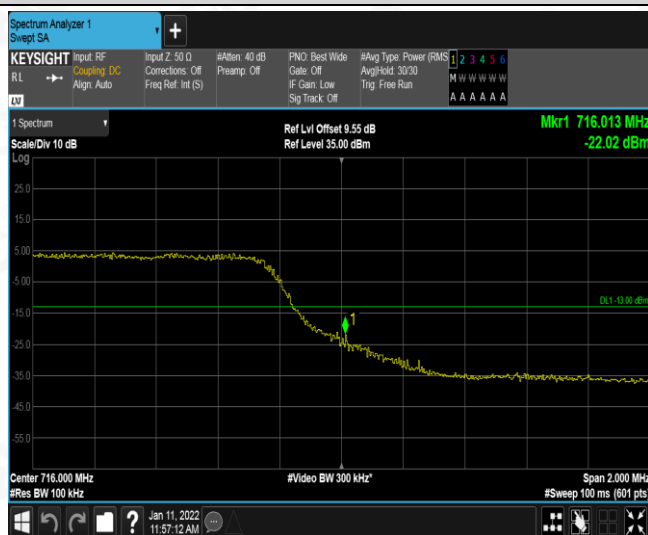 Spectrum Analyzer 1
Swept SA
+
KEYSIGHT
RL
LXI
Input: RF
Coupling: DC
Align: Auto
Input Z: 50 Ω
Corrections: Off
Freq Ref: Int (S)
#Atten: 40 dB
Preamp: Off
PNO: Best Wide
Gate: Off
IF Gain: Low
Sig Track: Off
#Avg Type: Power (RMS
Avg|Hold: 30/30
Trig: Free Run
1 2 3 4 5 6
M W W W W W
A A A A A A
1 Spectrum
Scale/Div 10 dB
Ref Lvl Offset 9.55 dB
Ref Level 35.00 dBm
Mkr1 716.013 MHz
-22.02 dBm
Log
25.0
15.0
5.00
-5.00
DL1 -13.00 dBm
-15.0
1
-25.0
-35.0
-45.0
-55.0
Center 716.000 MHz
#Video BW 300 kHz*
Span 2.000 MHz
#Res BW 100 kHz
#Sweep 100 ms (601 pts)
?
Jan 11, 2022
11:57:12 AM